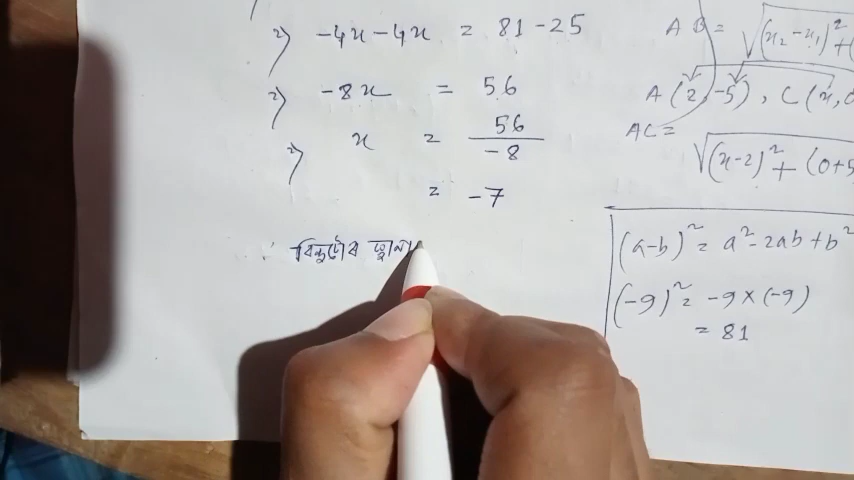 ⇒ -4x - 4x = 81 - 25
⇒ -8x = 56
⇒ x = 56/-8
= -7
∴ বিন্দুটোৰ
AB = √(x₂ - x₁)² + (
A (2, -5), C (x, 0
AC =
√(x-2)² + (0+5
(a-b)² = a² - 2ab + b²
(-9)² = -9 × (-9)
= 81